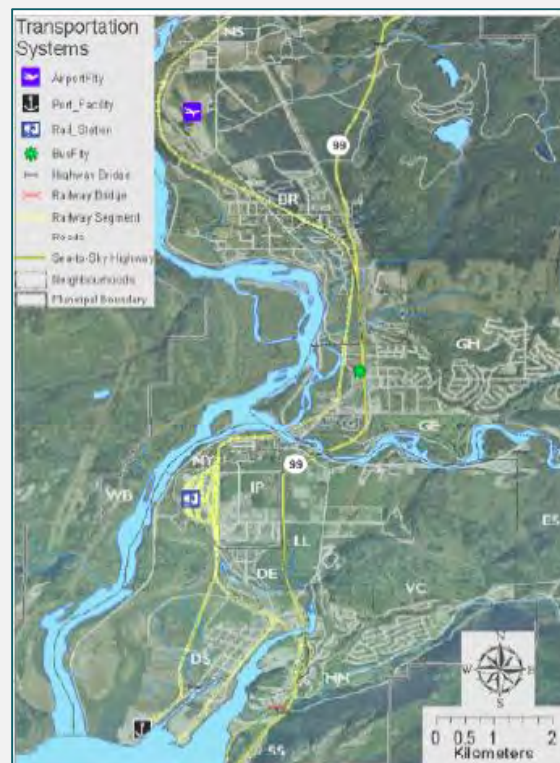 Transportation
Systems
AirportFlty
Port_Facility
Rail_Station
BusFlty
Highway Bridge
Railway Bridge
Railway Segment
Roads
Sea-to-Sky Highway
Neighbourhoods
Municipal Boundary
NS
99
BR
GH
GE
NY
99
WB
IP
LL
DE
VC
DS
HH
SS
N
W
E
S
0 0.5 1 2
Kilometers